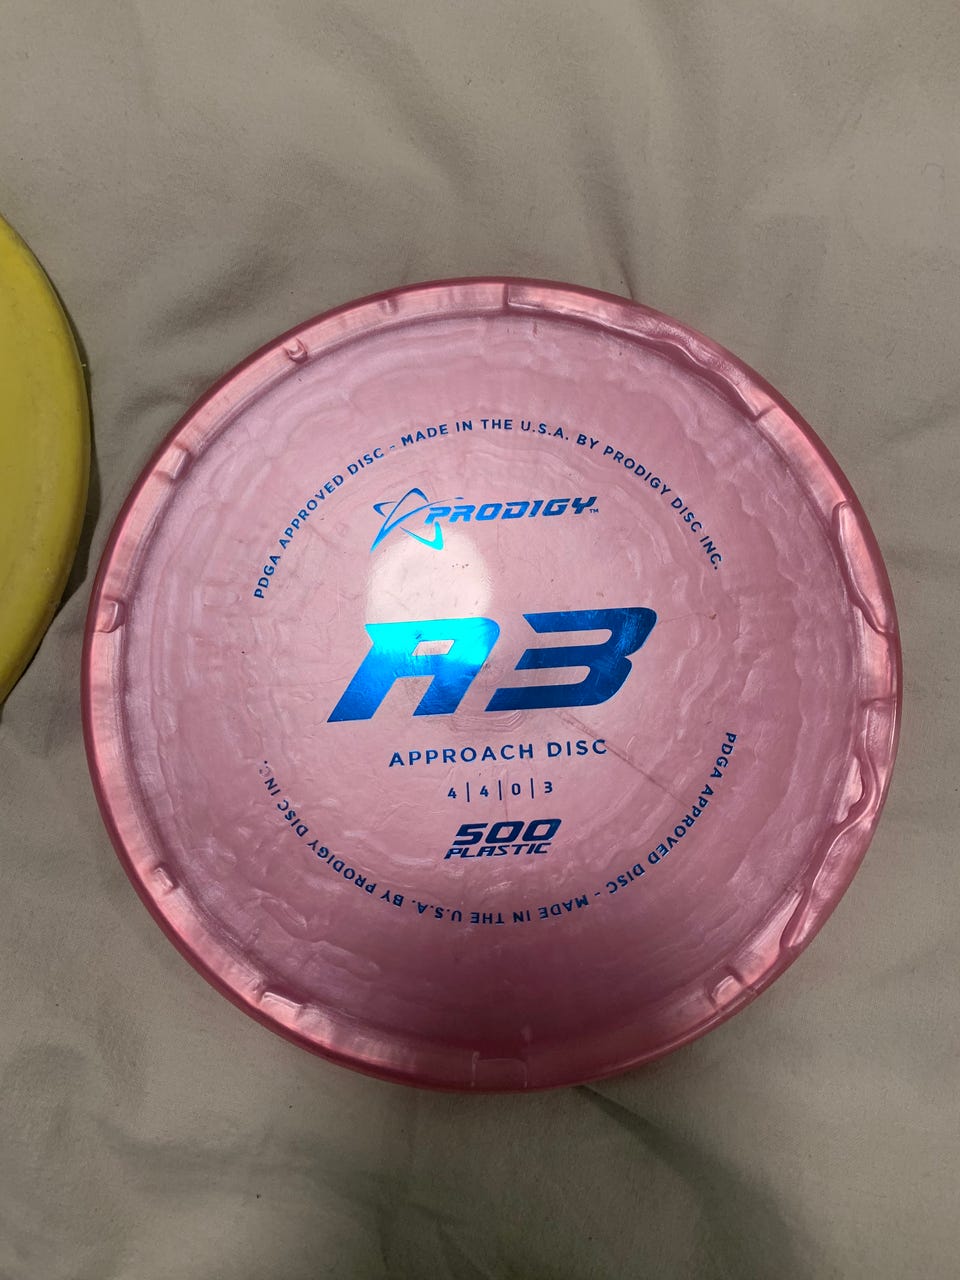 PDGA APPROVED DISC - MADE IN THE U.S.A. BY PRODIGY DISC INC.
PRODIGY™
A3
APPROACH DISC
4 | 4 | 0 | 3
500
PLASTIC
PDGA APPROVED DISC - MADE IN THE U.S.A. BY PRODIGY DISC INC.